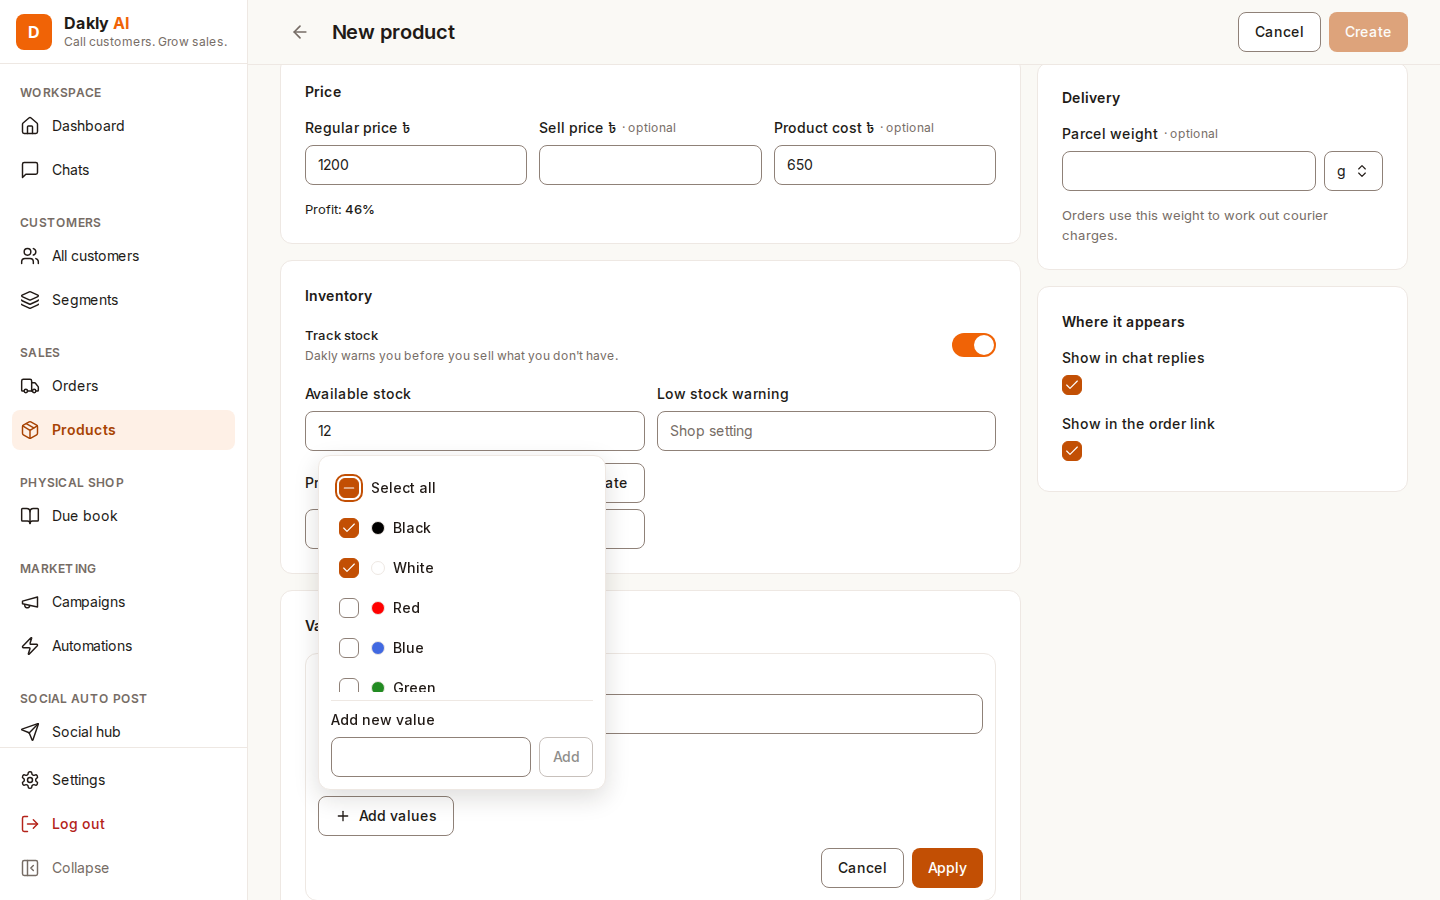 D
Dakly AI
Call customers. Grow sales.
WORKSPACE
Dashboard
Chats
CUSTOMERS
All customers
Segments
SALES
Orders
Products
PHYSICAL SHOP
Due book
MARKETING
Campaigns
Automations
SOCIAL AUTO POST
Social hub
Settings
Log out
Collapse
New product
Cancel
Create
Price
Regular price ৳
Sell price ৳ · optional
Product cost ৳ · optional
1200
650
Profit: 46%
Inventory
Track stock
Dakly warns you before you sell what you don't have.
Available stock
Low stock warning
12
Shop setting
Select all
Black
White
Red
Blue
Green
Add new value
Add
Add values
Cancel
Apply
Delivery
Parcel weight · optional
g
Orders use this weight to work out courier
charges.
Where it appears
Show in chat replies
Show in the order link